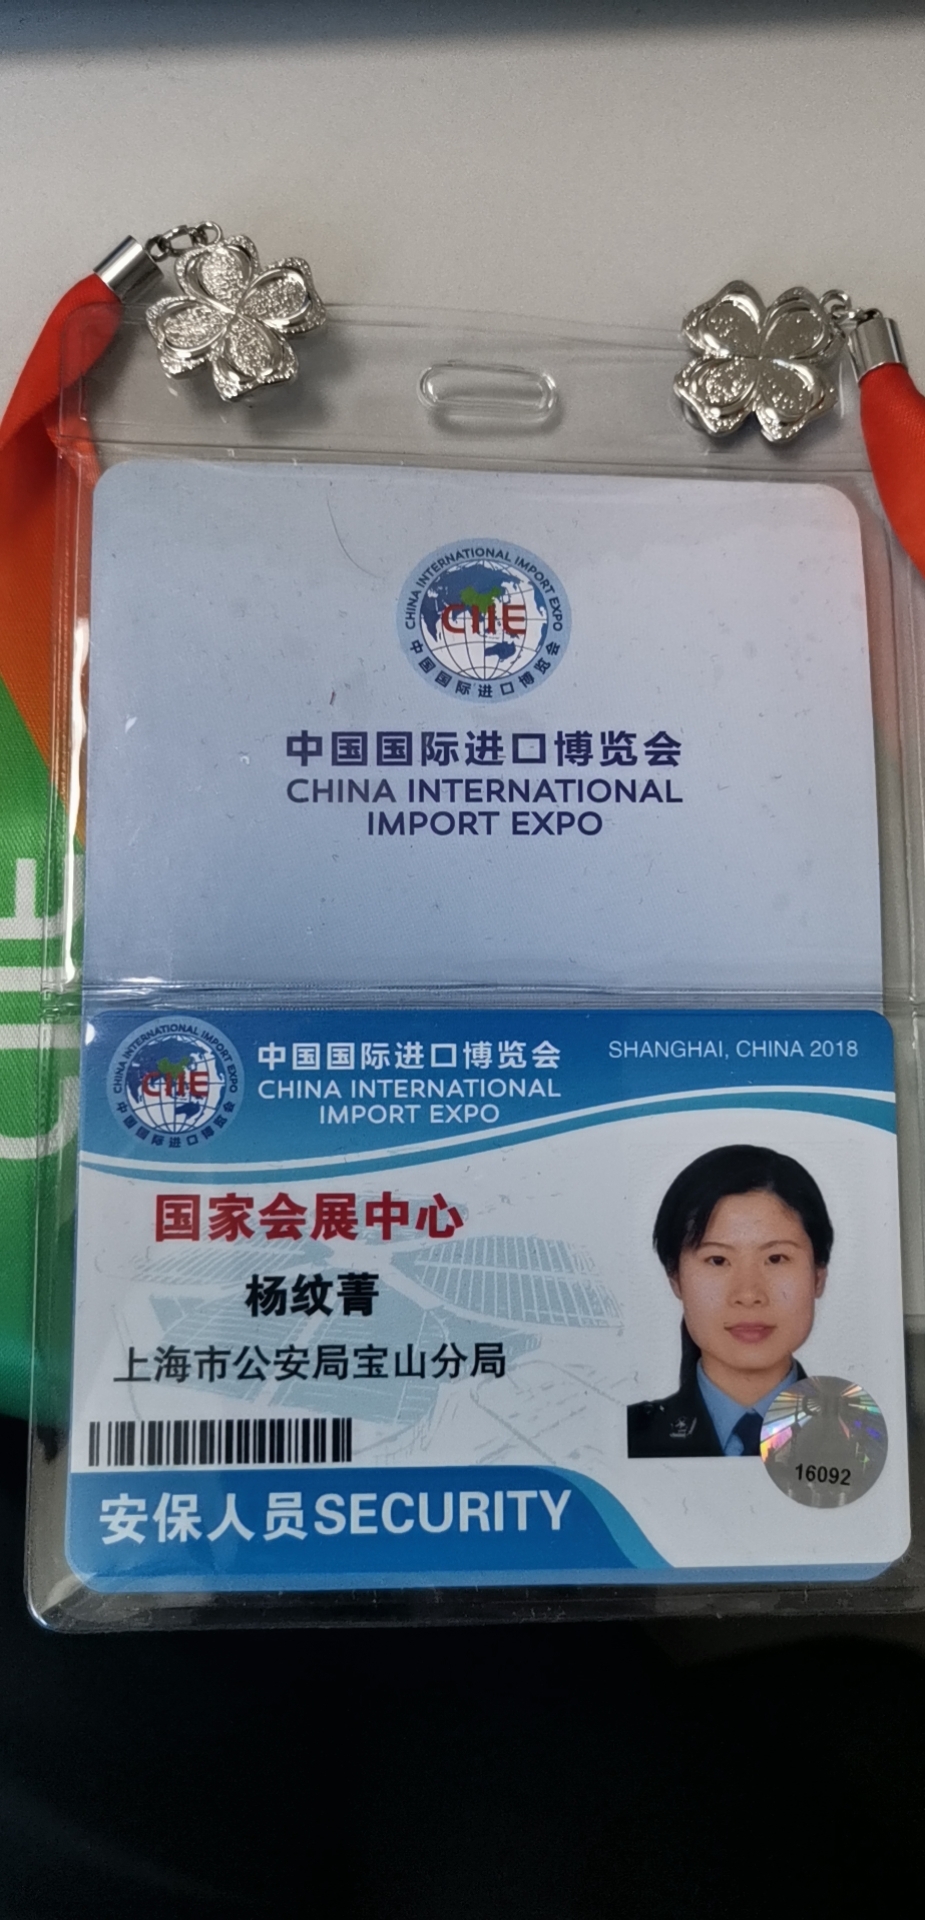 CHINA INTERNATIONAL IMPORT EXPO
CIIE
中国国际进口博览会
中国国际进口博览会
CHINA INTERNATIONAL
IMPORT EXPO
CHINA INTERNATIONAL IMPORT EXPO
CIIE
中国国际进口博览会
中国国际进口博览会
CHINA INTERNATIONAL
IMPORT EXPO
SHANGHAI, CHINA 2018
国家会展中心
杨纹菁
上海市公安局宝山分局
16092
安保人员SECURITY